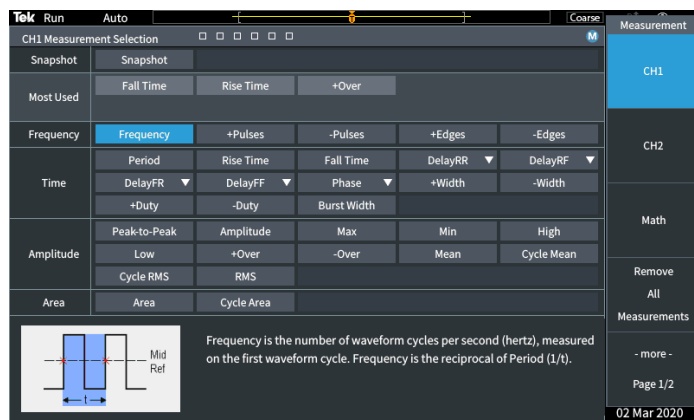 Tek Run Auto Coarse
CH1 Measurement Selection M
Snapshot Snapshot
Most Used Fall Time Rise Time +Over
Frequency Frequency +Pulses -Pulses +Edges -Edges
Time Period Rise Time Fall Time DelayRR DelayRF
DelayFR DelayFF Phase +Width -Width
+Duty -Duty Burst Width
Amplitude Peak-to-Peak Amplitude Max Min High
Low +Over -Over Mean Cycle Mean
Cycle RMS RMS
Area Area Cycle Area
Mid
Ref
t
Frequency is the number of waveform cycles per second (hertz), measured
on the first waveform cycle. Frequency is the reciprocal of Period (1/t).
Measurement
CH1
CH2
Math
Remove
All
Measurements
- more -
Page 1/2
02 Mar 2020